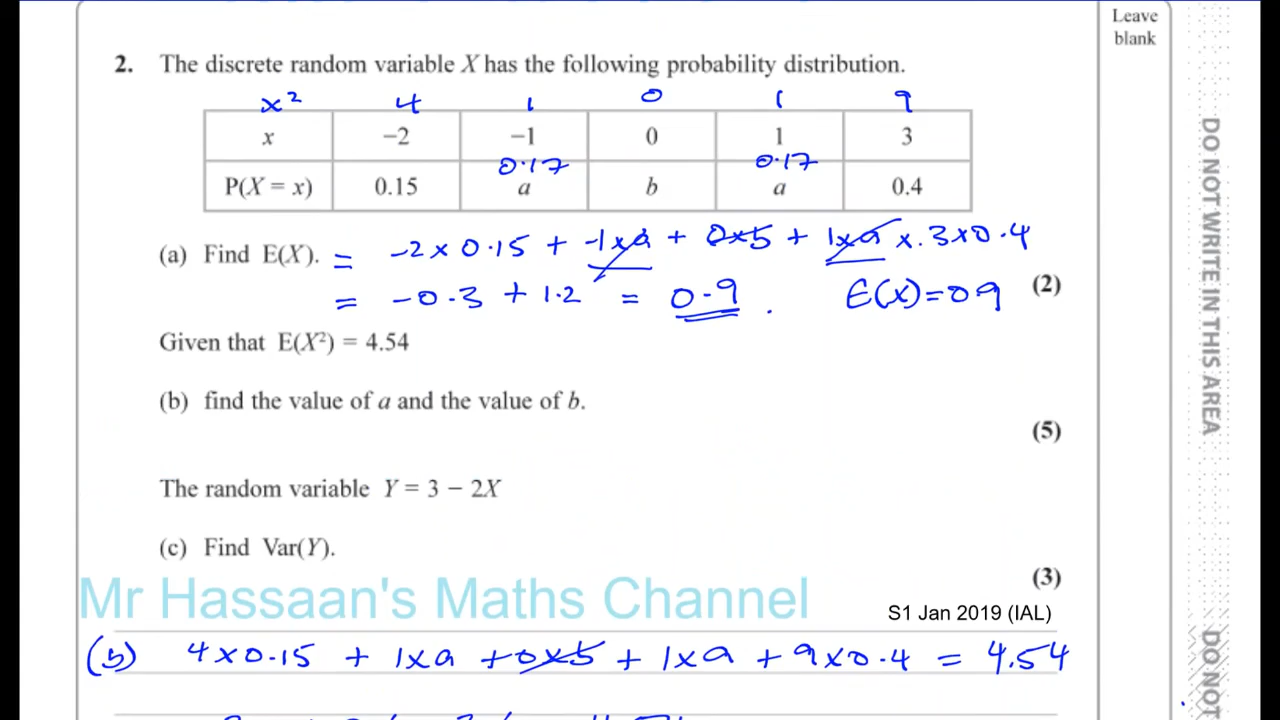 Leave
blank
2. The discrete random variable X has the following probability distribution.
x² 4 1 0 1 9
x −2 −1 0 1 3
0.17 0.17
P(X = x) 0.15 a b a 0.4
(a) Find E(X). = -2 × 0.15 + -1×a + 0×b + 1×a ×. 3×0.4
(2)
= -0.3 + 1.2 = 0.9 . E(X)=09
Given that E(X²) = 4.54
(b) find the value of a and the value of b.
(5)
The random variable Y = 3 − 2X
(c) Find Var(Y).
(3)
Mr Hassaan's Maths Channel
S1 Jan 2019 (IAL)
(b) 4×0.15 + 1×a +0×b + 1×a + 9×0.4 = 4.54
DO NOT WRITE IN THIS AREA
DO NOT